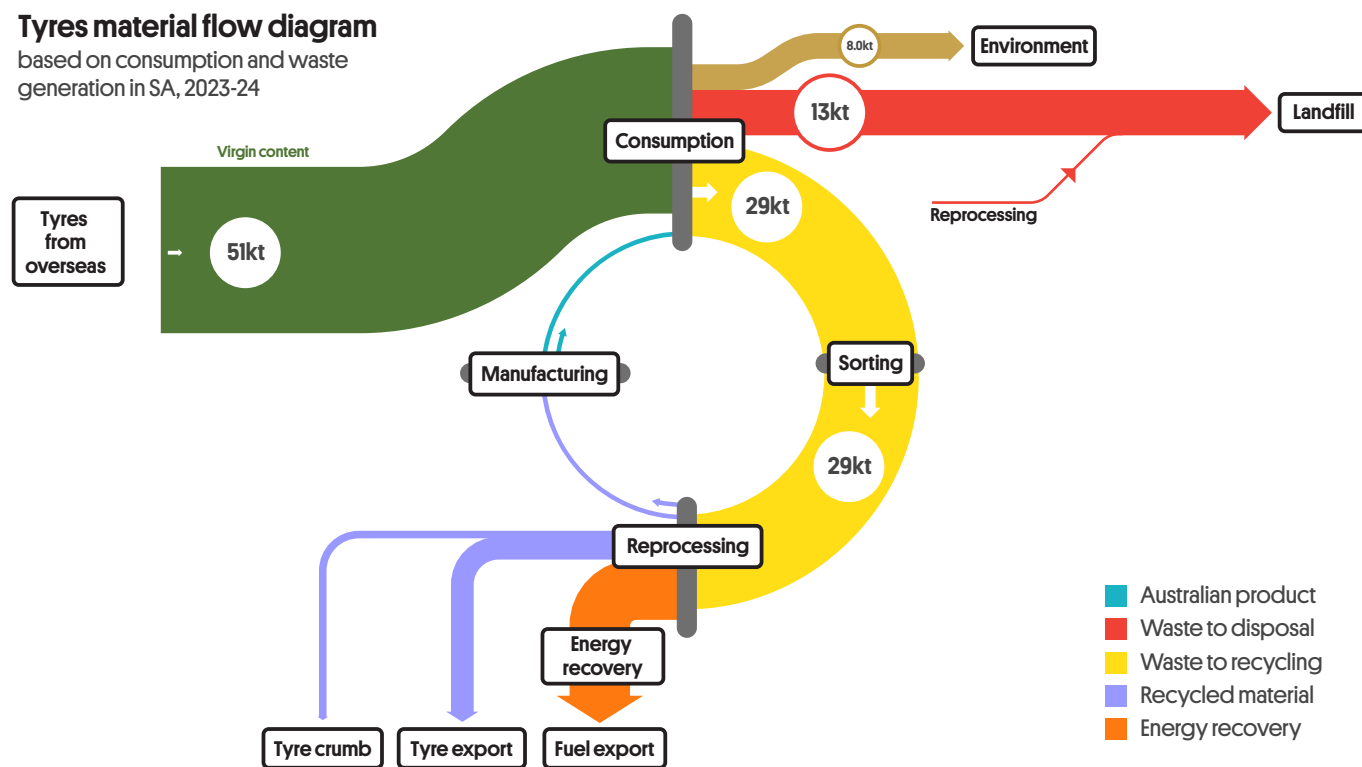 Tyres material flow diagram
based on consumption and waste
generation in SA, 2023-24
8.0kt
Environment
13kt
Landfill
Consumption
Virgin content
29kt
Reprocessing
Tyres
from
overseas
51kt
Manufacturing
Sorting
29kt
Reprocessing
Energy
recovery
Tyre crumb
Tyre export
Fuel export
Australian product
Waste to disposal
Waste to recycling
Recycled material
Energy recovery